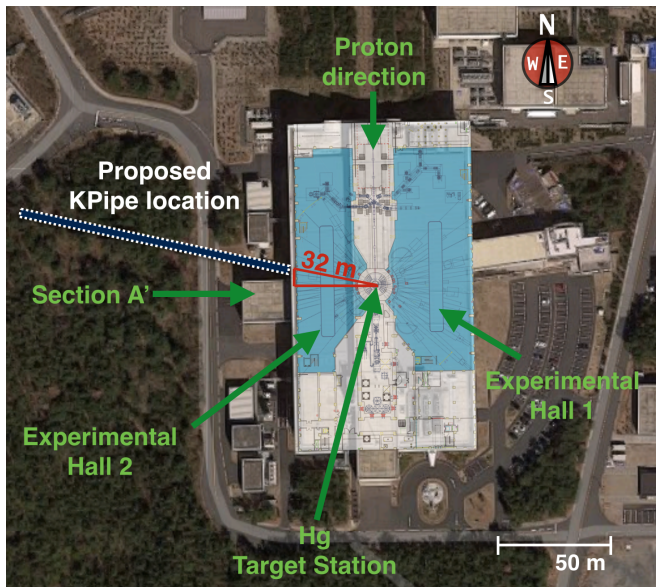 N
W E
S
Proton
direction
Proposed
KPipe location
32 m
Section A’
Experimental
Hall 1
Experimental
Hall 2
Hg
Target Station
50 m